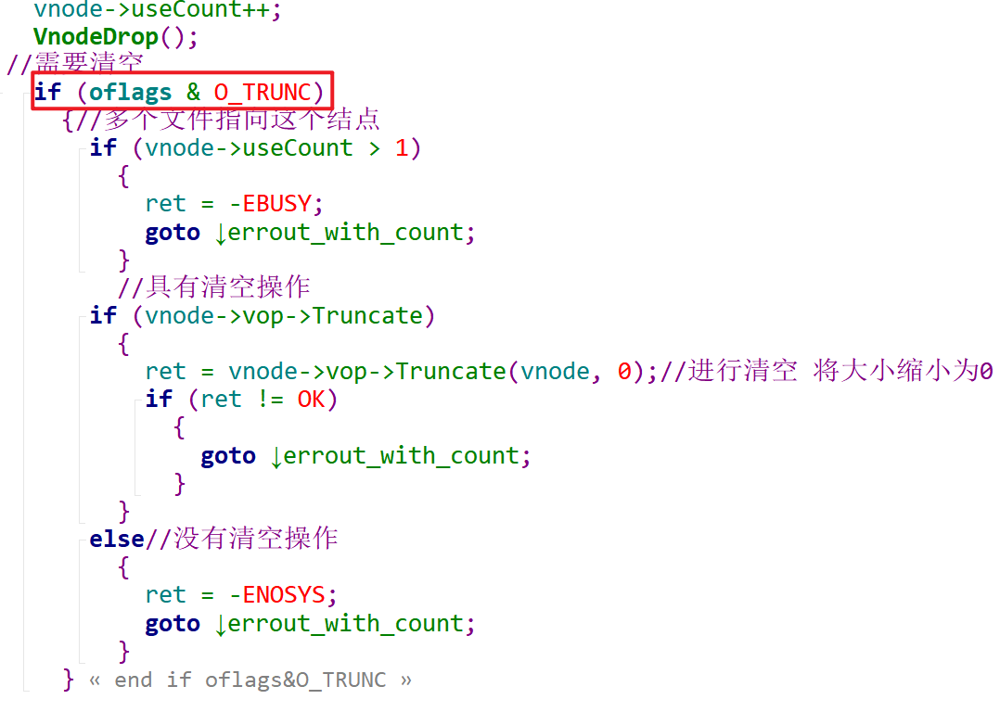 vnode->useCount++;
VnodeDrop();
//需要清空
if (oflags & O_TRUNC)
{//多个文件指向这个结点
if (vnode->useCount > 1)
{
ret = -EBUSY;
goto ↓errout_with_count;
}
//具有清空操作
if (vnode->vop->Truncate)
{
ret = vnode->vop->Truncate(vnode, 0);//进行清空 将大小缩小为0
if (ret != OK)
{
goto ↓errout_with_count;
}
}
else//没有清空操作
{
ret = -ENOSYS;
goto ↓errout_with_count;
}
} « end if oflags&O_TRUNC »